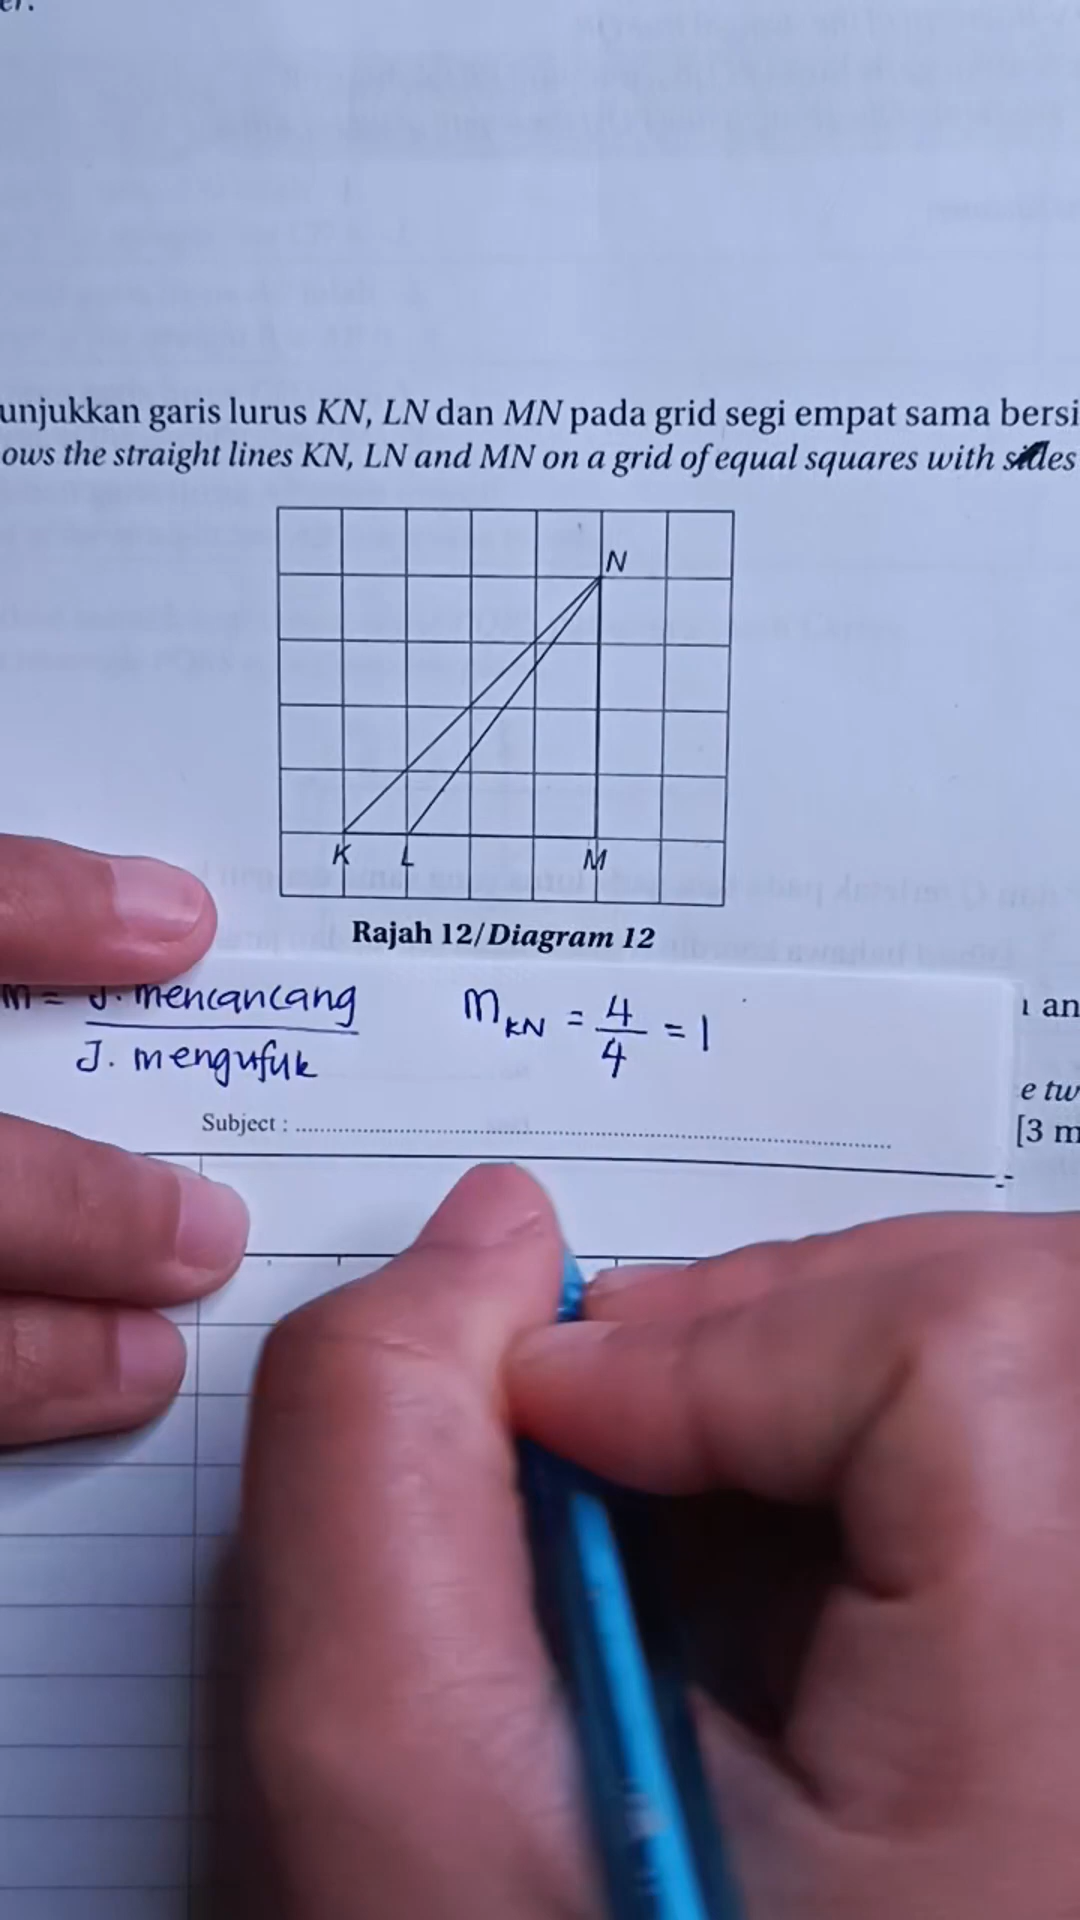 er.
unjukkan garis lurus KN, LN dan MN pada grid segi empat sama bersi
ows the straight lines KN, LN and MN on a grid of equal squares with sides
N
K L M
Rajah 12/Diagram 12
m = J. mencancang / J. mengufuk
m KN = 4/4 = 1
ı an
e tw
[3 m
Subject :